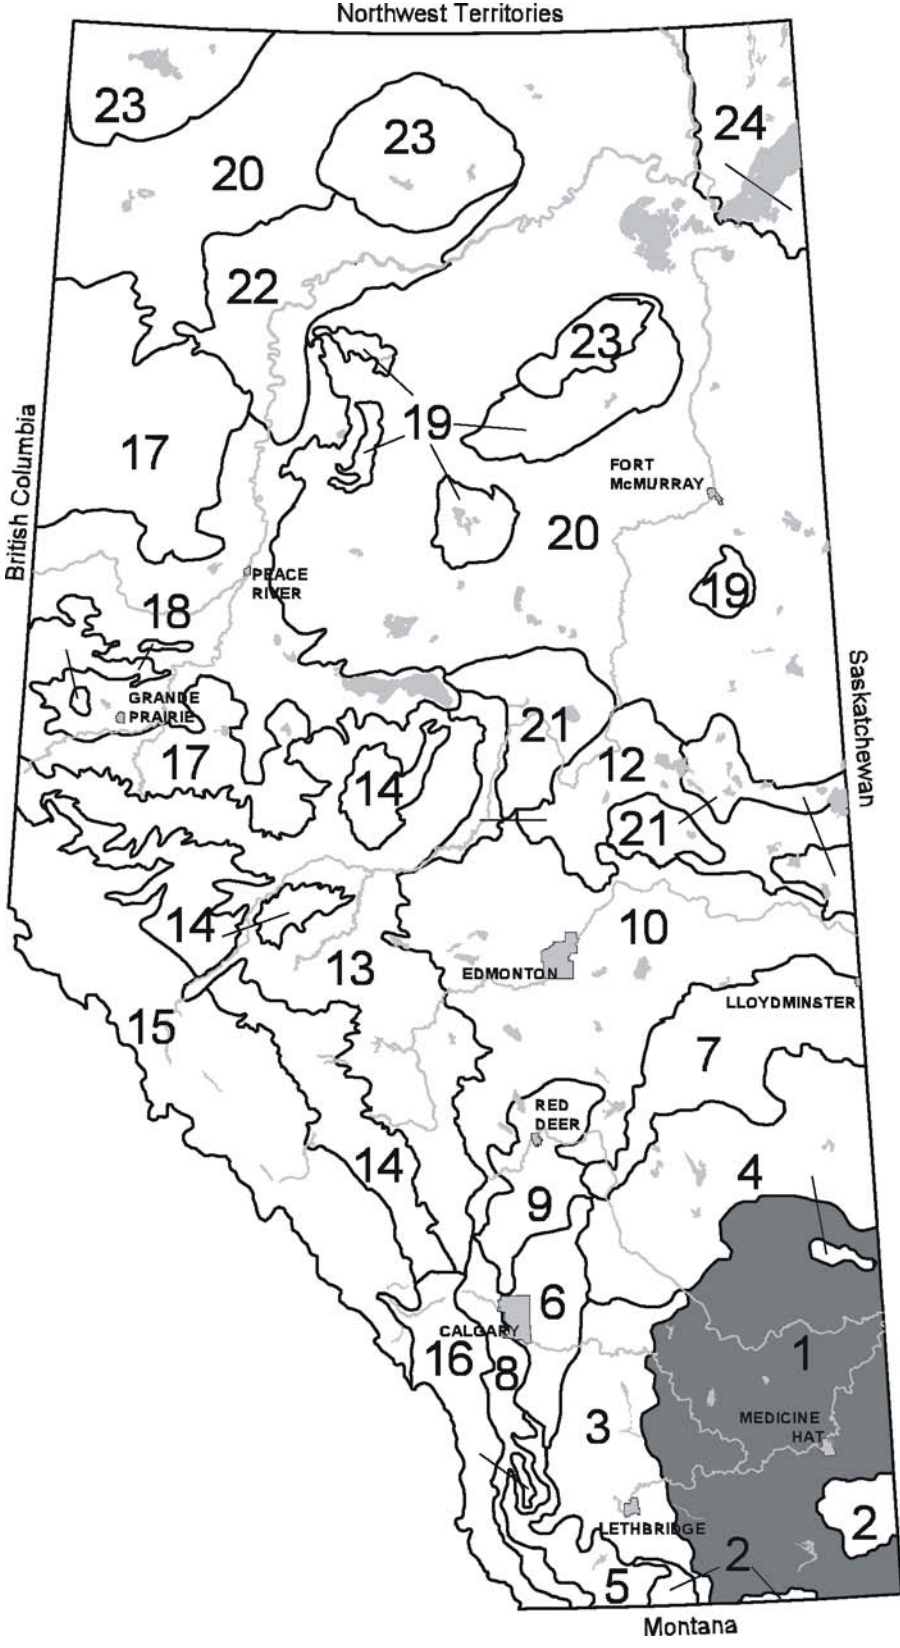 Northwest Territories
23
23
24
20
22
23
British Columbia
19
17
FORT
McMURRAY
20
PEACE
RIVER
19
18
Saskatchewan
GRANDE
PRAIRIE
21
12
17
14
21
14
10
13
EDMONTON
LLOYDMINSTER
15
7
RED
DEER
14
4
9
6
CALGARY
16
8
1
3
MEDICINE
HAT
2
LETHBRIDGE
2
5
Montana